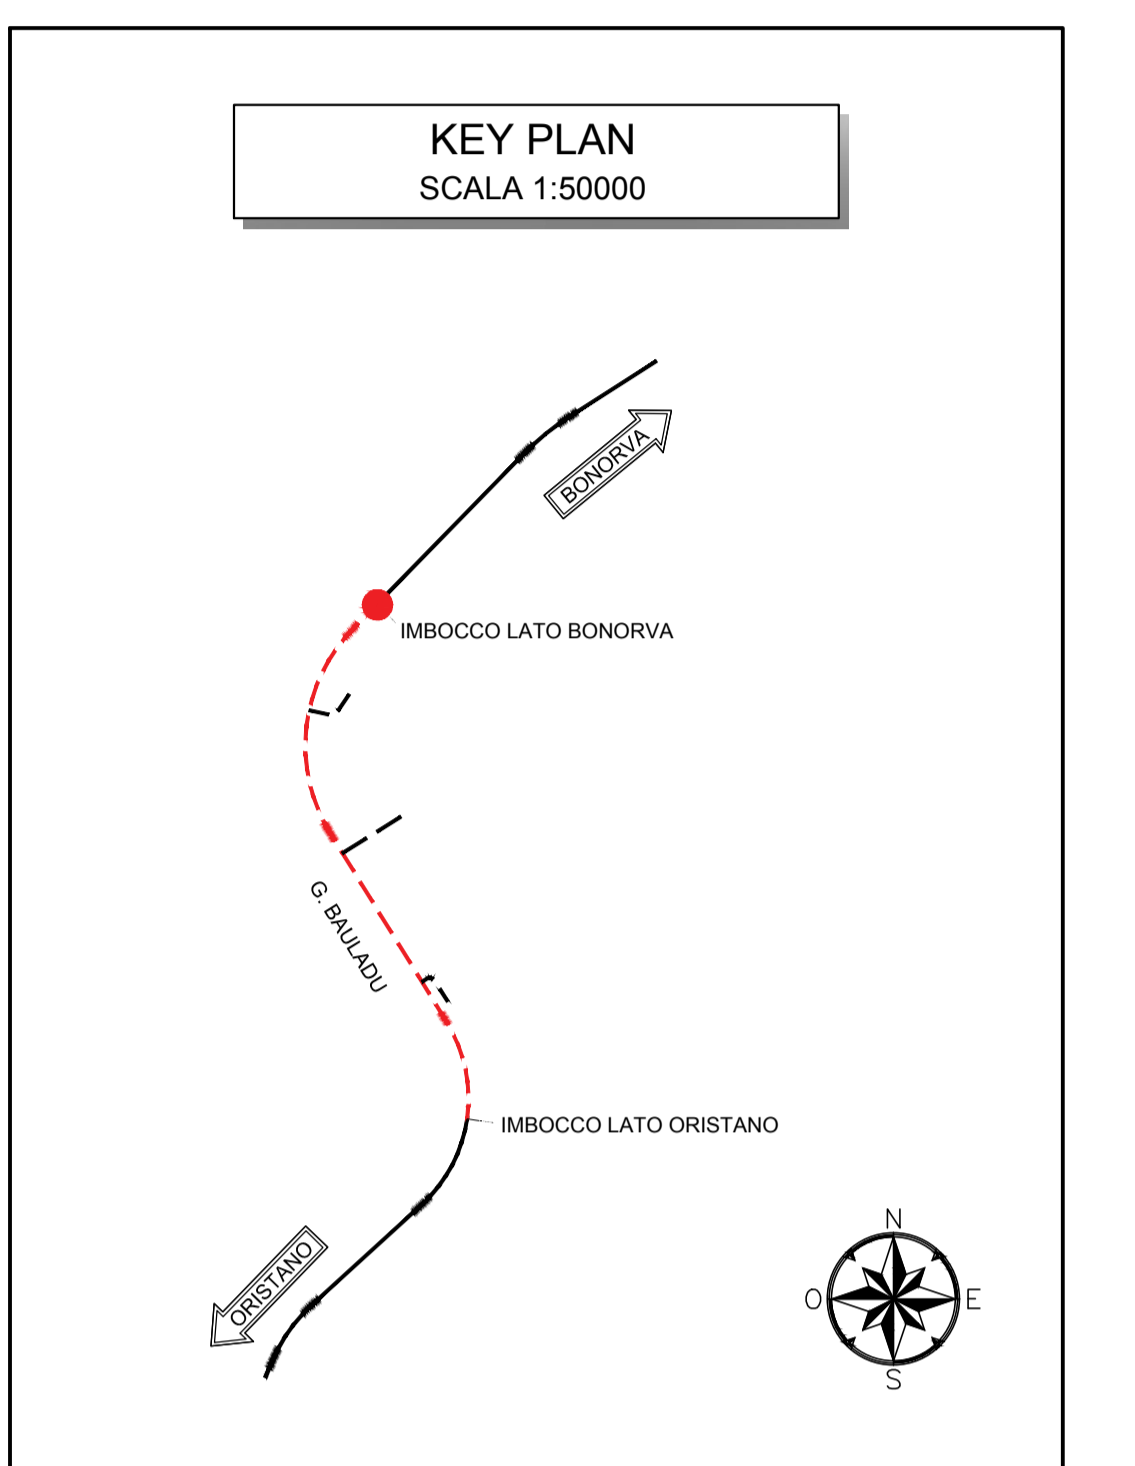 KEY PLAN
SCALA 1:50000
BONORVA
IMBOCCO LATO BONORVA
G. BAULADU
IMBOCCO LATO ORISTANO
ORISTANO
N
O
E
S